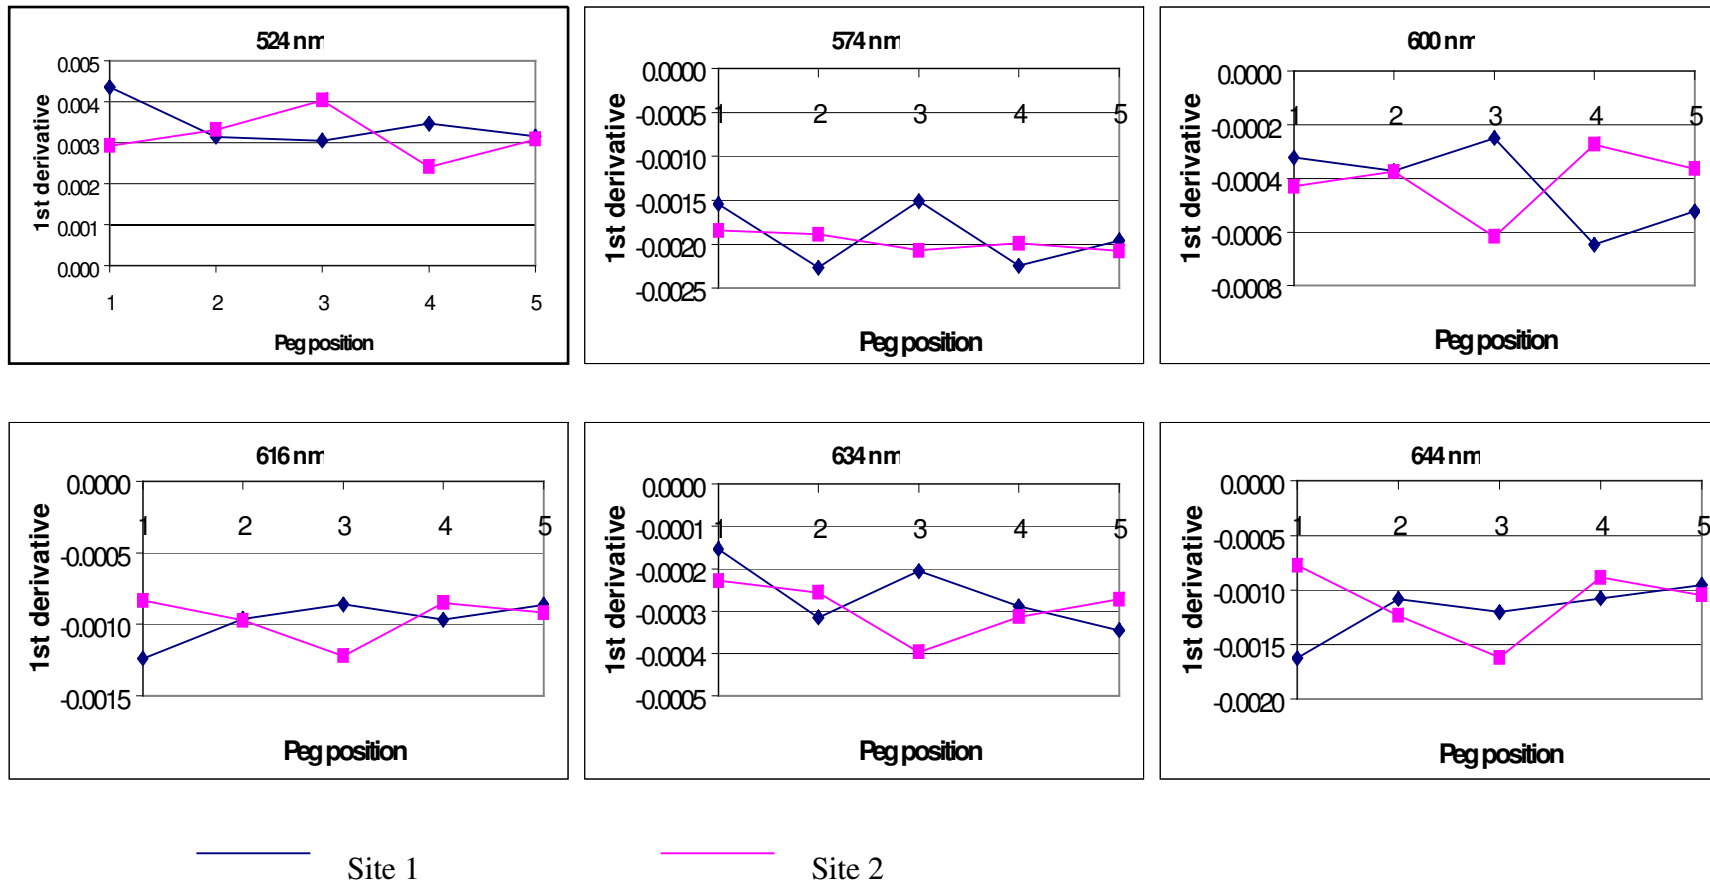 524 nm
0.005
0.004
0.003
0.002
0.001
0.000
1st derivative
1 2 3 4 5
Peg position
574 nm
0.0000
-0.0005
-0.0010
-0.0015
-0.0020
-0.0025
1st derivative
1 2 3 4 5
Peg position
600 nm
0.0000
-0.0002
-0.0004
-0.0006
-0.0008
1st derivative
1 2 3 4 5
Peg position
616 nm
0.0000
-0.0005
-0.0010
-0.0015
1st derivative
1 2 3 4 5
Peg position
634 nm
0.0000
-0.0001
-0.0002
-0.0003
-0.0004
-0.0005
1st derivative
1 2 3 4 5
Peg position
644 nm
0.0000
-0.0005
-0.0010
-0.0015
-0.0020
1st derivative
1 2 3 4 5
Peg position
Site 1
Site 2